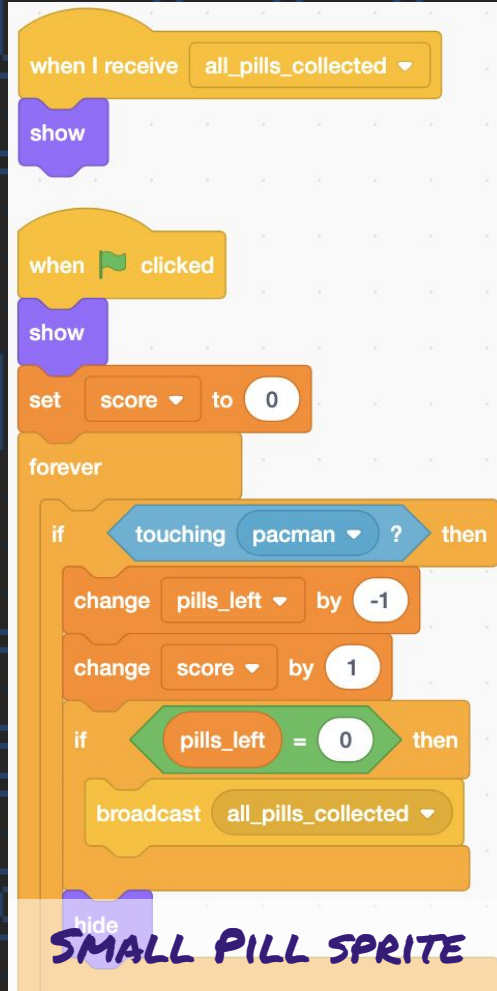 when I receive all_pills_collected
show
when clicked
show
set score to 0
forever
if touching pacman ? then
change pills_left by -1
change score by 1
if pills_left = 0 then
broadcast all_pills_collected
hide
SMALL PILL SPRITE